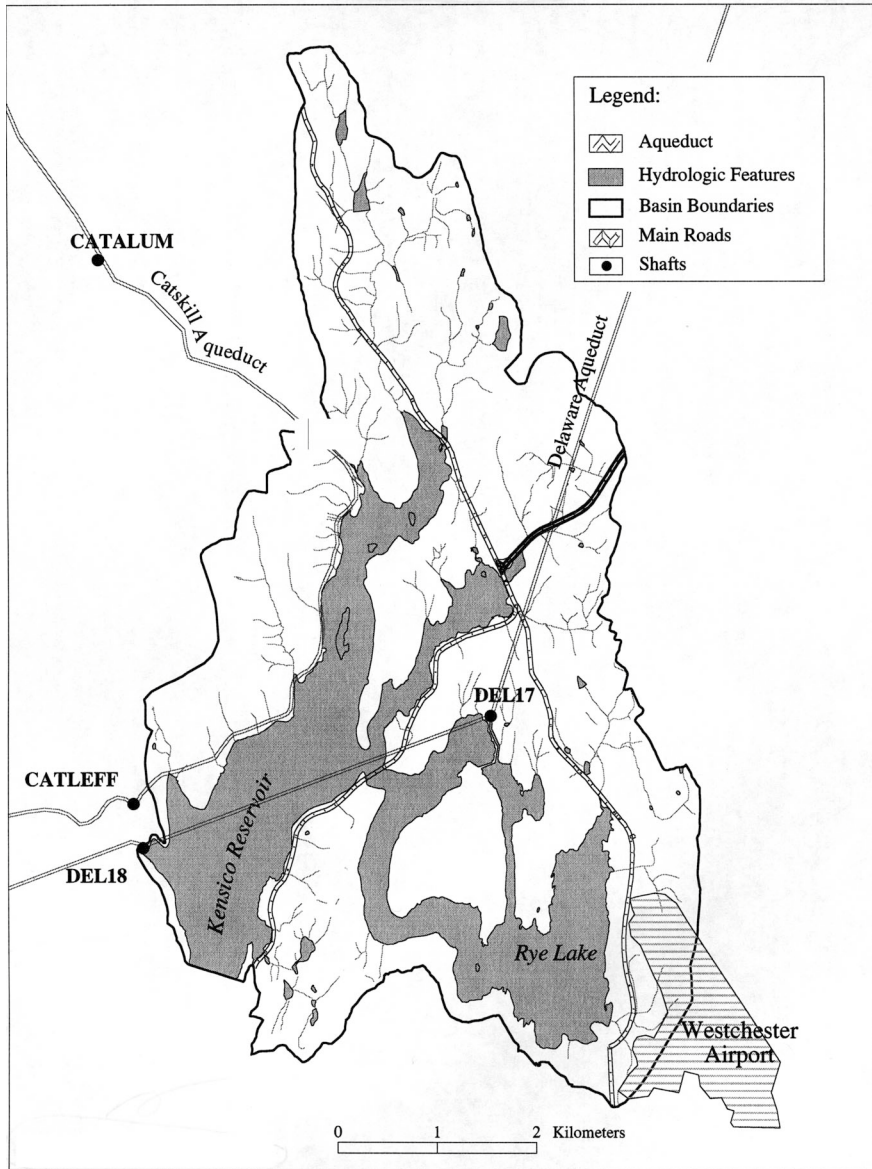 Legend:
Aqueduct
Hydrologic Features
Basin Boundaries
Main Roads
Shafts
CATALUM
Catskill Aqueduct
Delaware Aqueduct
DEL17
CATLEFF
DEL18
Kensico Reservoir
Rye Lake
Westchester
Airport
0 1 2 Kilometers